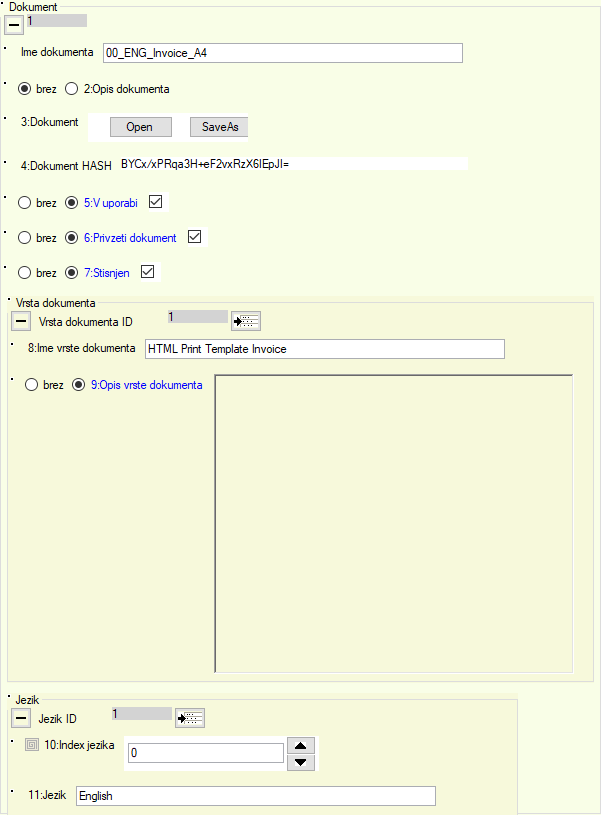 Dokument
1
Ime dokumenta 00_ENG_Invoice_A4
brez 2:Opis dokumenta
3:Dokument Open SaveAs
4:Dokument HASH BYCx/xPRqa3H+eF2vxRzX6IEpJI=
brez 5:V uporabi
brez 6:Privzeti dokument
brez 7:Stisnjen
Vrsta dokumenta
Vrsta dokumenta ID 1
8:Ime vrste dokumenta HTML Print Template Invoice
brez 9:Opis vrste dokumenta
Jezik
Jezik ID 1
10:Index jezika 0
11:Jezik English